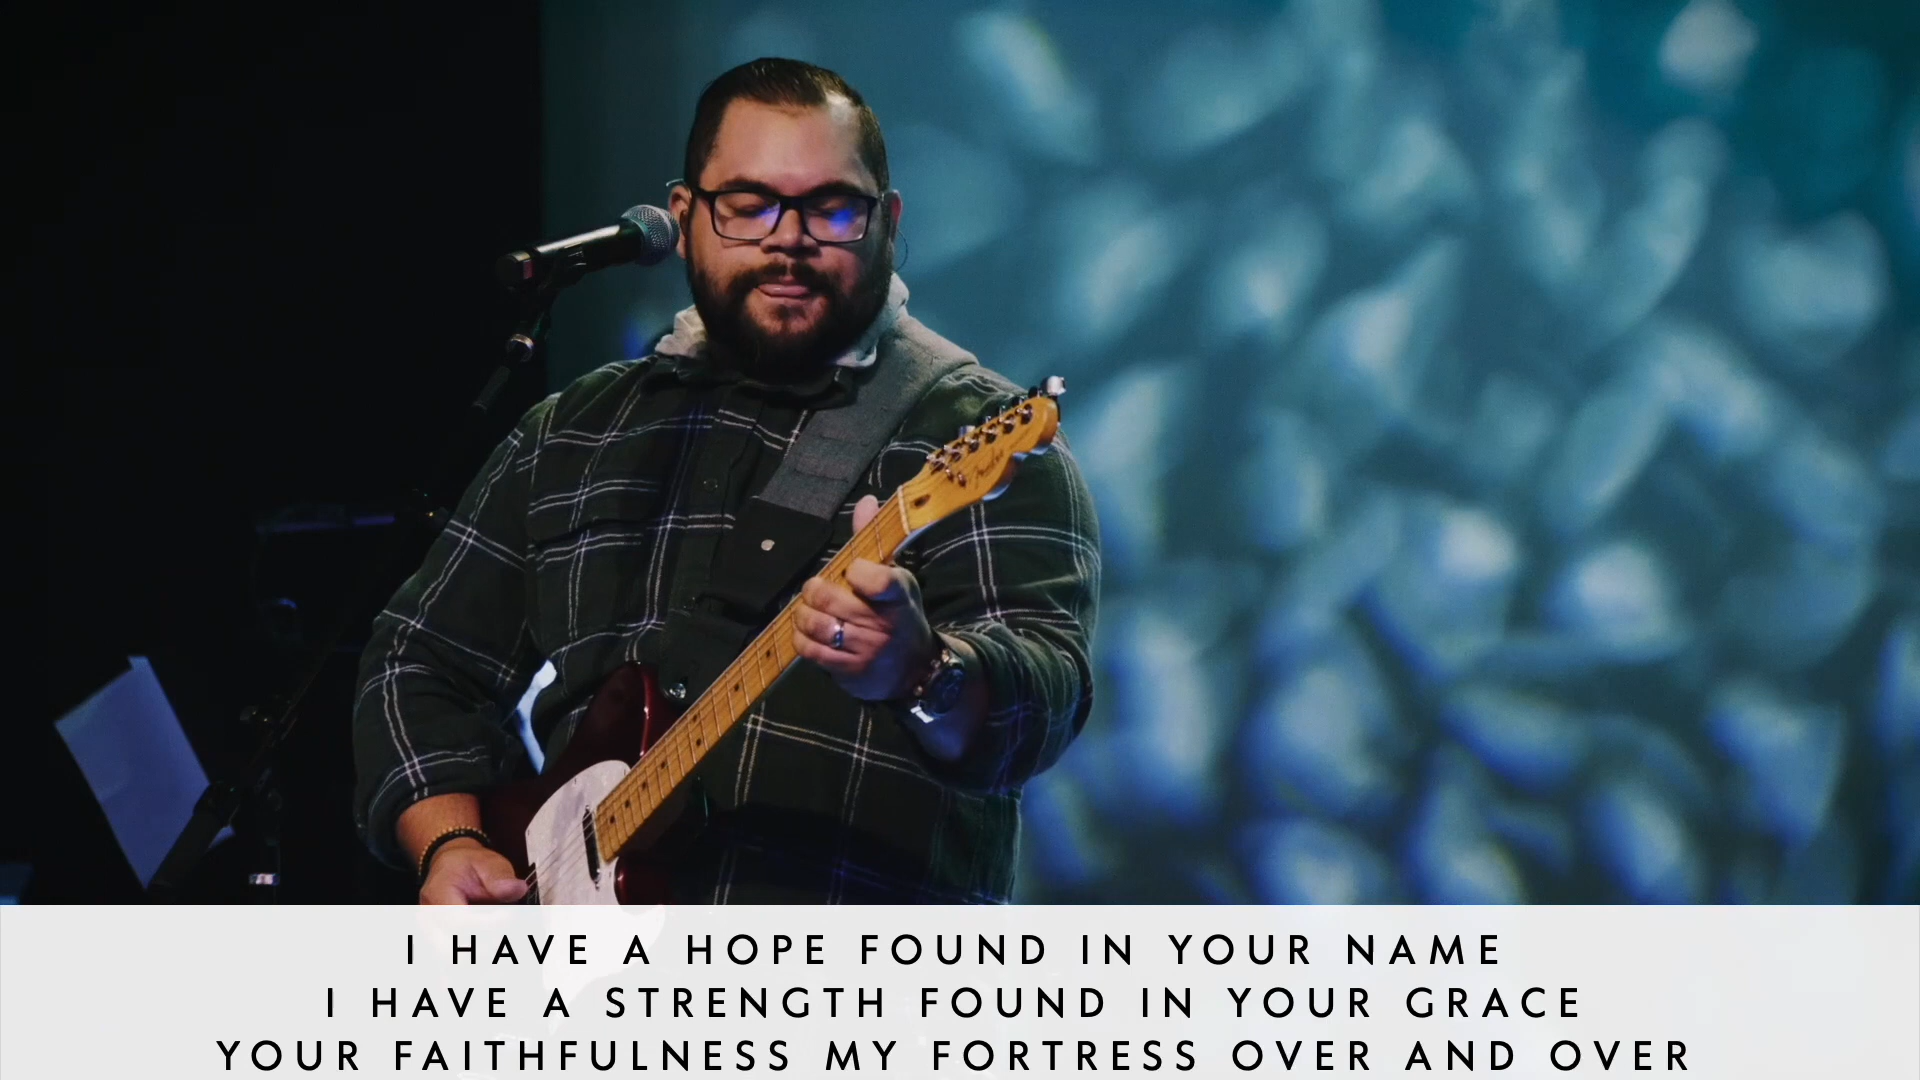 Fender
I HAVE A HOPE FOUND IN YOUR NAME
I HAVE A STRENGTH FOUND IN YOUR GRACE
YOUR FAITHFULNESS MY FORTRESS OVER AND OVER